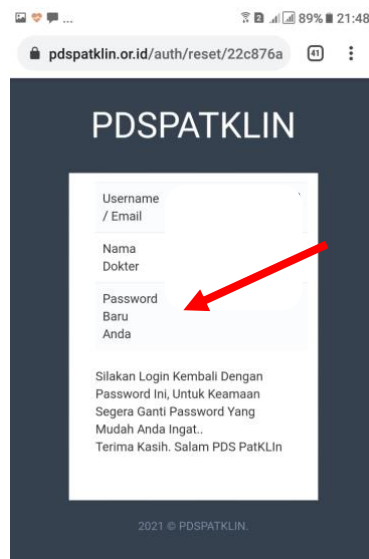 ... 89% 21:48
pdspatklin.or.id/auth/reset/22c876a 41
PDSPATKLIN
Username
/ Email
Nama
Dokter
Password
Baru
Anda
Silakan Login Kembali Dengan
Password Ini, Untuk Keamaan
Segera Ganti Password Yang
Mudah Anda Ingat..
Terima Kasih. Salam PDS PatKLIn
2021 © PDSPATKLIN.